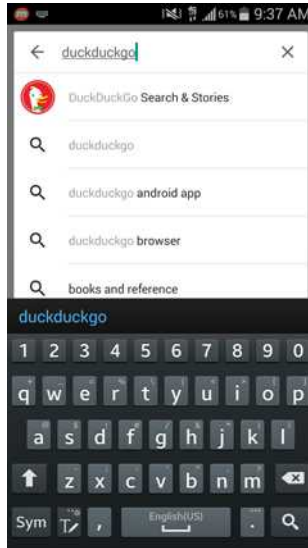 61% 9:37 AM
duckduckgo
DuckDuckGo Search & Stories
duckduckgo
duckduckgo android app
duckduckgo browser
books and reference
duckduckgo
1 2 3 4 5 6 7 8 9 0
q w e r t y u i o p
a s d f g h j k l
z x c v b n m
Sym T , English(US) .